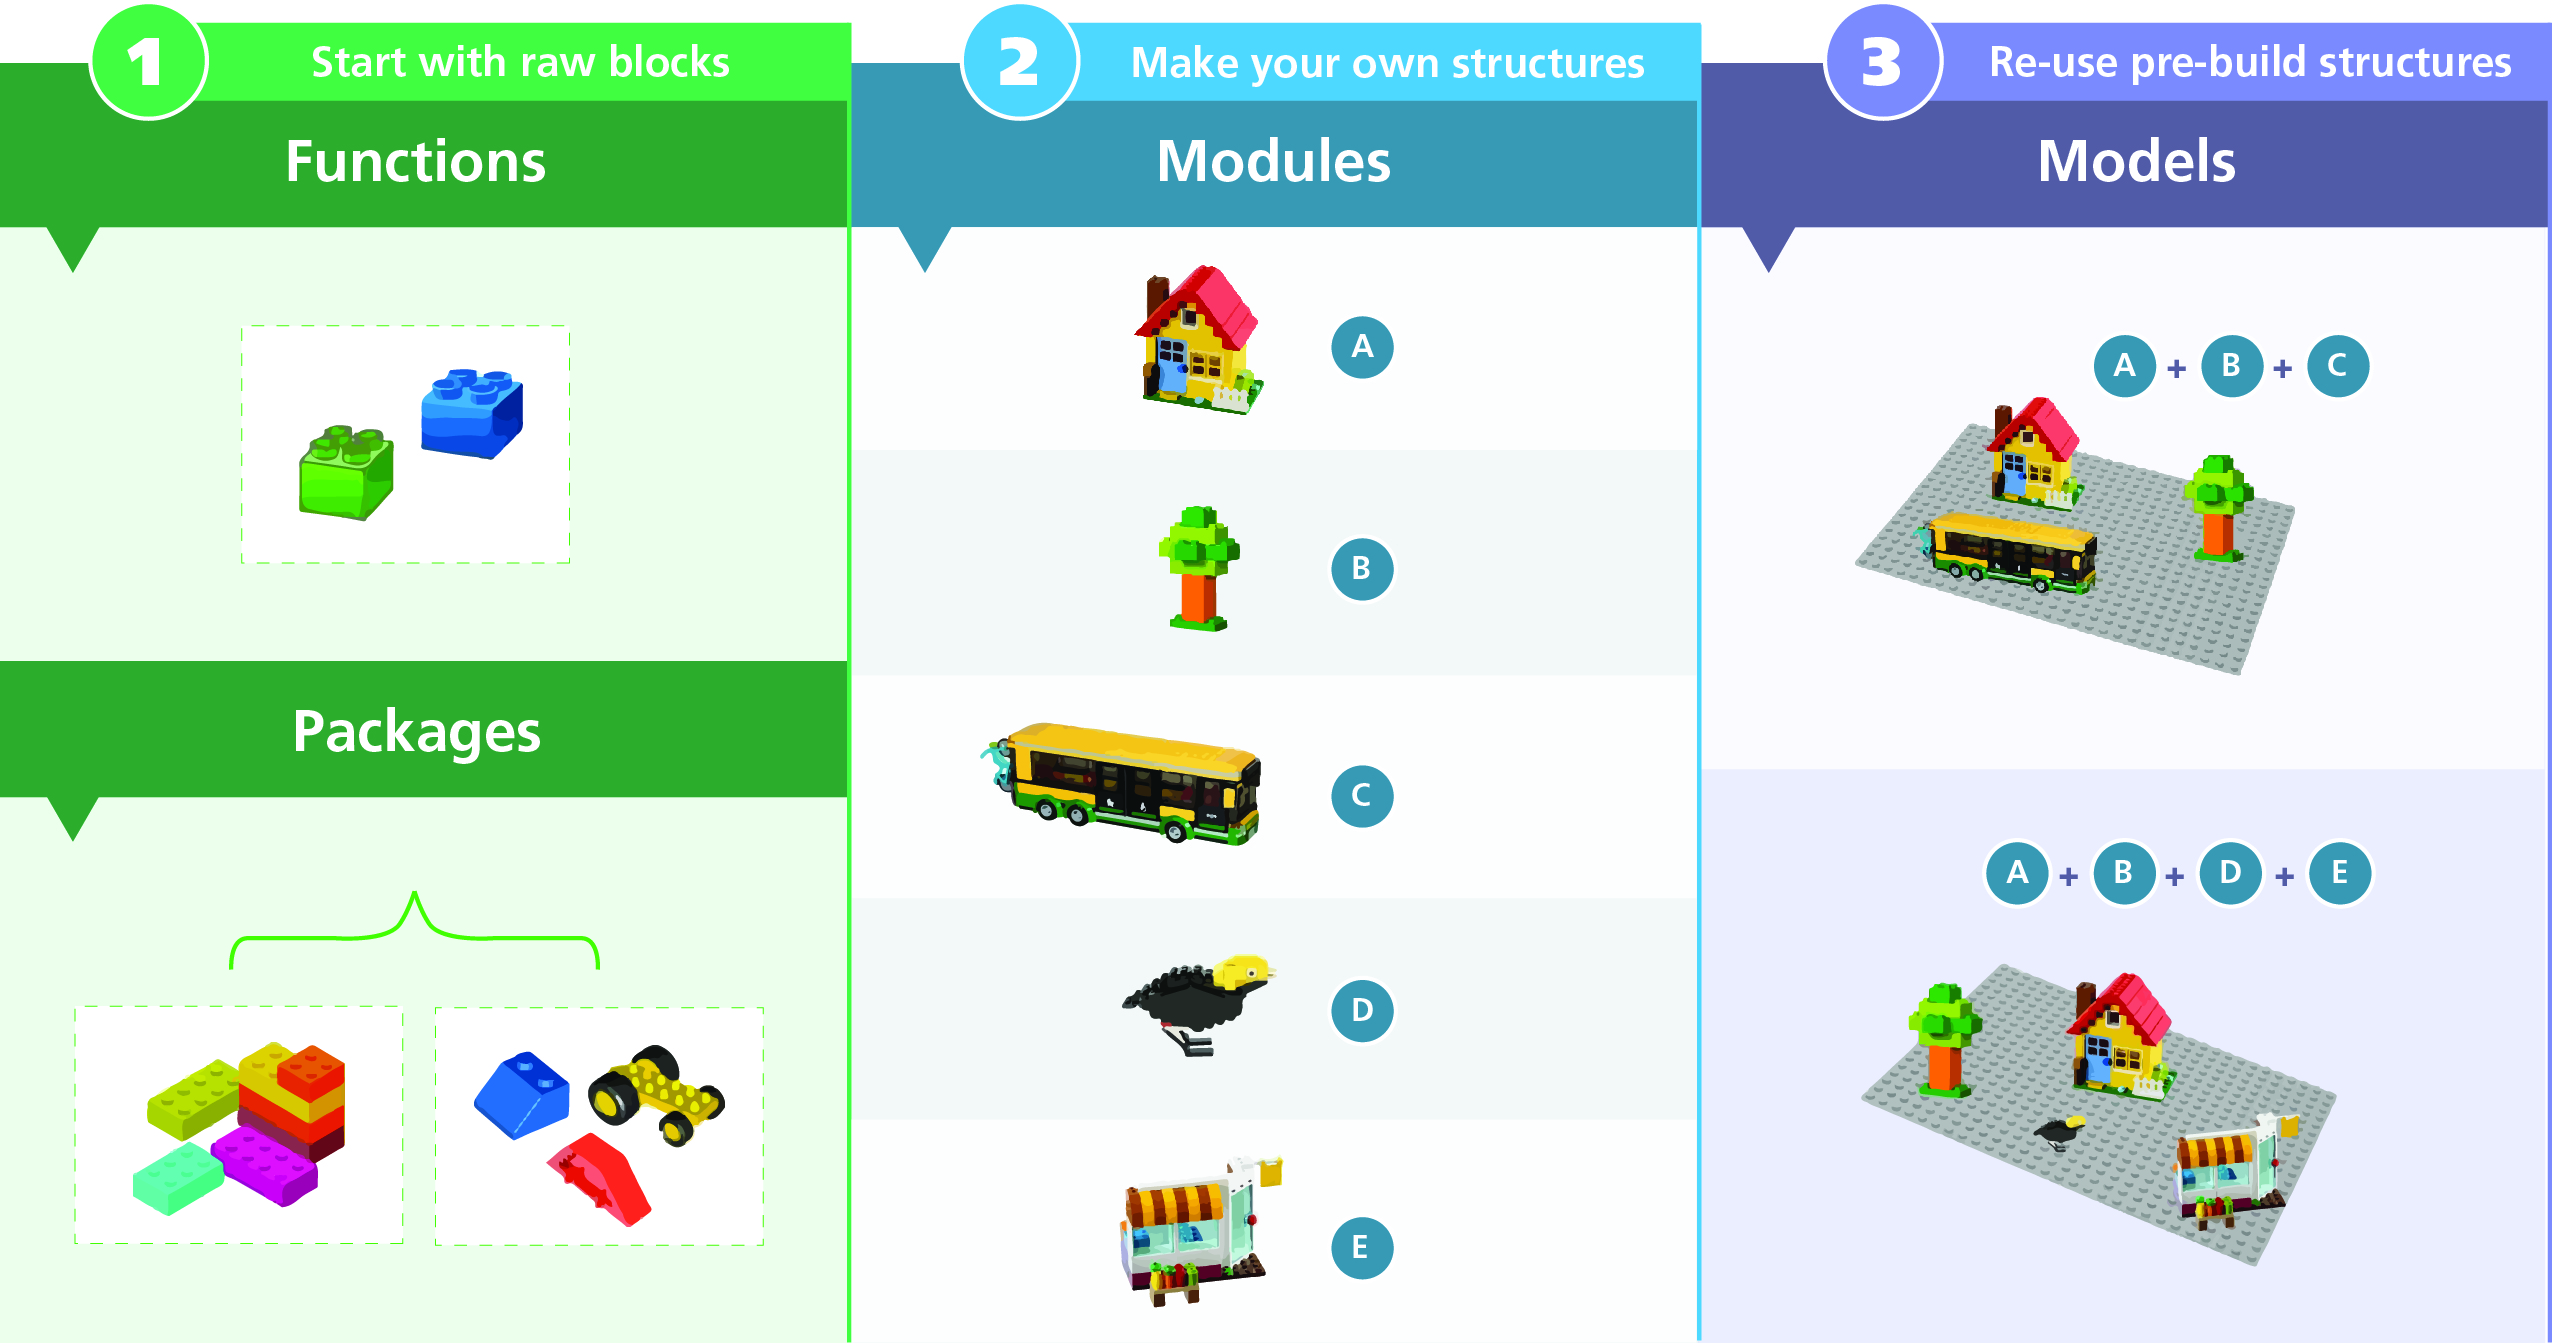 1 Start with raw blocks
Functions
Packages
2 Make your own structures
Modules
A
B
C
D
E
3 Re-use pre-build structures
Models
A + B + C
A + B + D + E